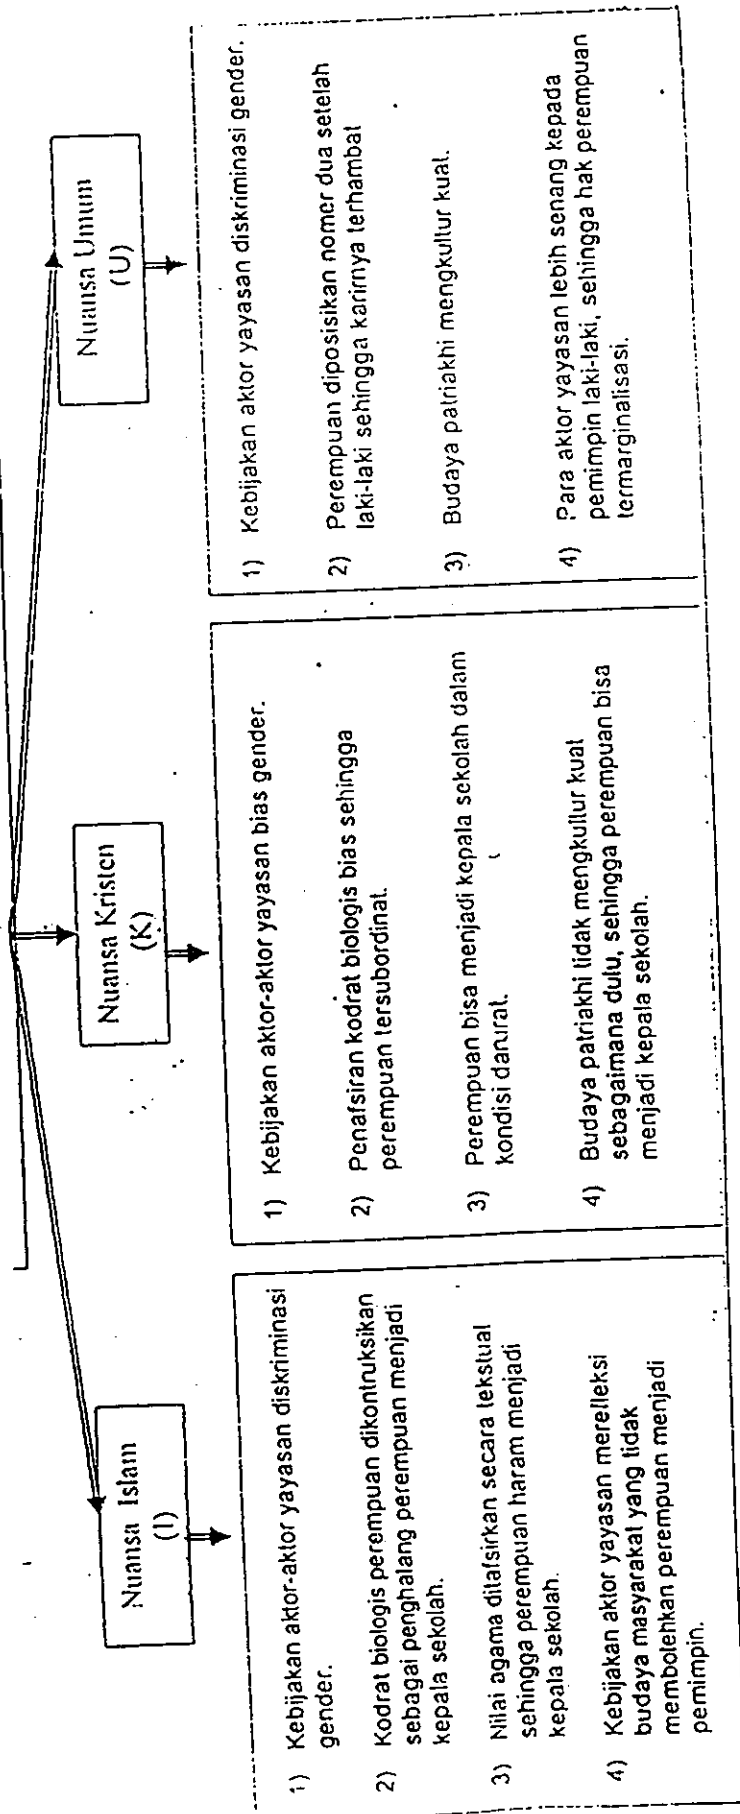 Nuansa Islam
(I)
1) Kebijakan aktor-aktor yayasan diskriminasi
gender.
2) Kodrat biologis perempuan dikontruksikan
sebagai penghalang perempuan menjadi
kepala sekolah.
3) Nilai agama ditafsirkan secara tekstual
sehingga perempuan haram menjadi
kepala sekolah.
4) Kebijakan aktor yayasan merefleksi
budaya masyarakat yang tidak
membolehkan perempuan menjadi
pemimpin.
Nuansa Kristen
(K)
1) Kebijakan aktor-aktor yayasan bias gender.
2) Penafsiran kodrat biologis bias sehingga
perempuan tersubordinat.
3) Perempuan bisa menjadi kepala sekolah dalam
kondisi darurat.
4) Budaya patriakhi tidak mengkultur kuat
sebagaimana dulu, sehingga perempuan bisa
menjadi kepala sekolah.
Nuansa Umum
(U)
1) Kebijakan aktor yayasan diskriminasi gender.
2) Perempuan diposisikan nomer dua setelah
laki-laki sehingga karirnya terhambat
3) Budaya patriakhi mengkultur kuat.
4) Para aktor yayasan lebih senang kepada
pemimpin laki-laki, sehingga hak perempuan
termarginalisasi.